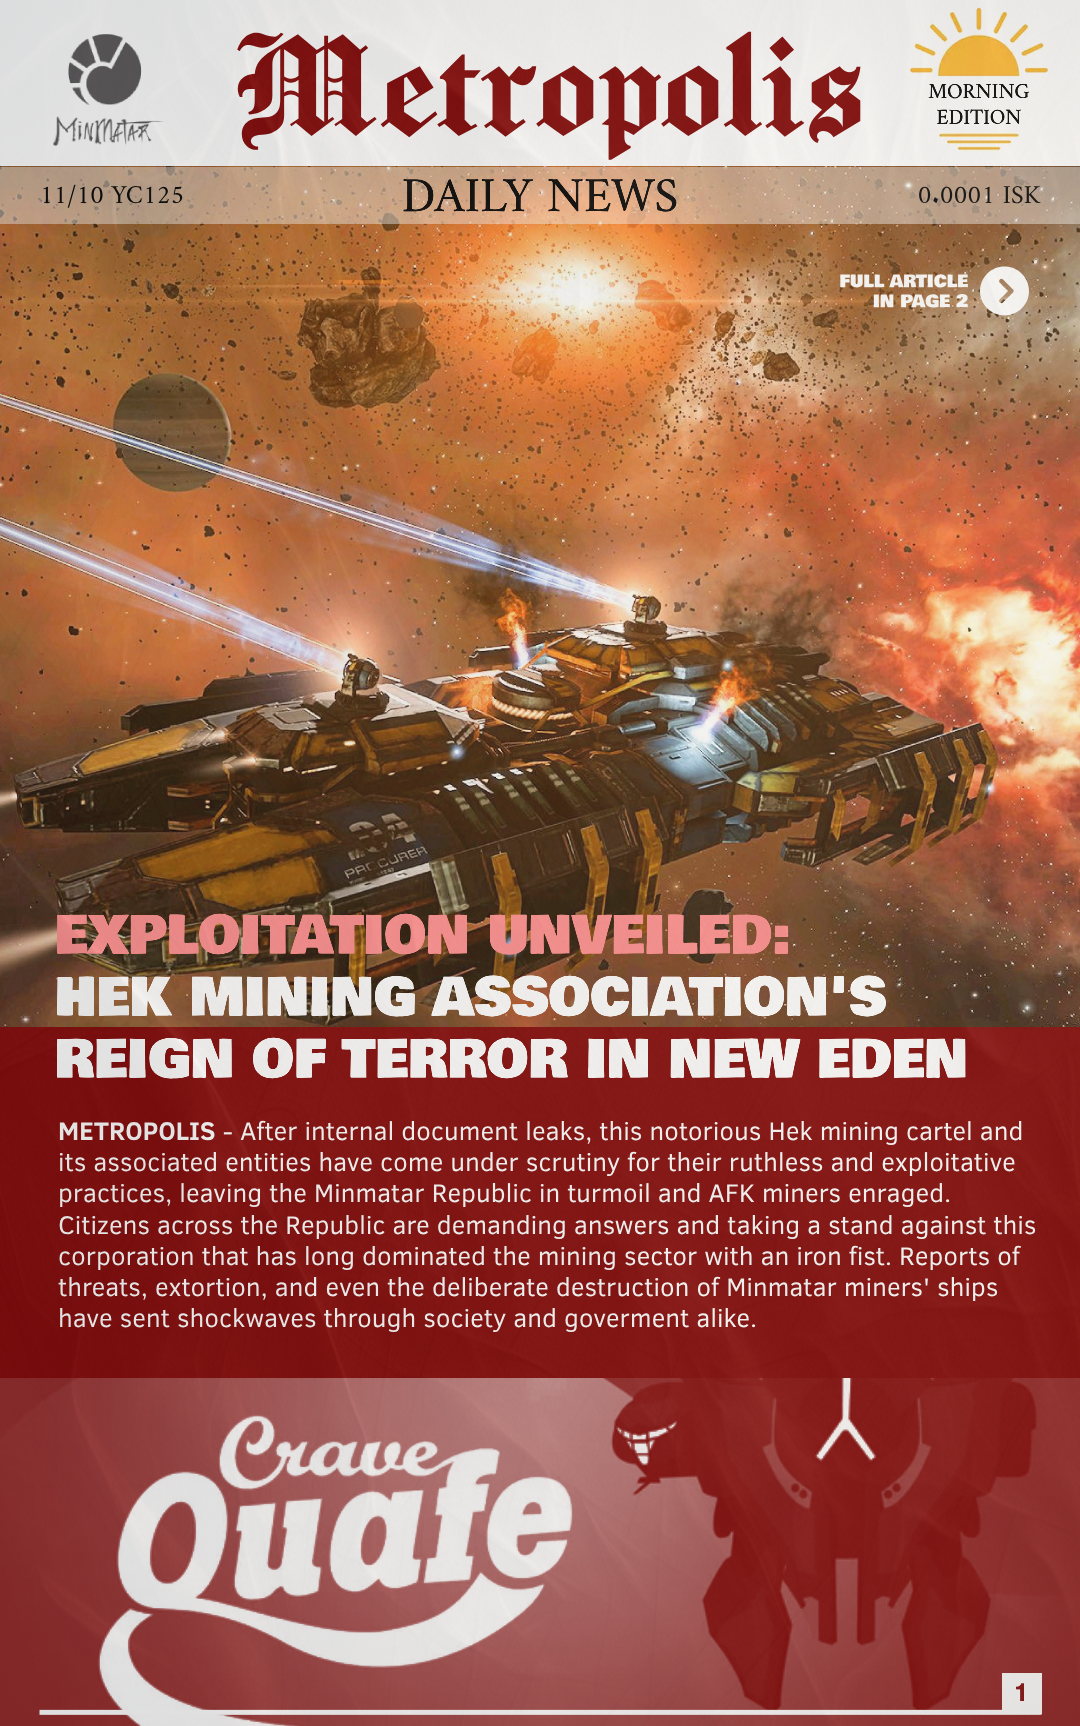 MINMATAR
Metropolis
MORNING
EDITION
11/10 YC125
DAILY NEWS
0.0001 ISK
FULL ARTICLE
IN PAGE 2
34
PROCURER
EXPLOITATION UNVEILED:
HEK MINING ASSOCIATION'S
REIGN OF TERROR IN NEW EDEN
METROPOLIS - After internal document leaks, this notorious Hek mining cartel and
its associated entities have come under scrutiny for their ruthless and exploitative
practices, leaving the Minmatar Republic in turmoil and AFK miners enraged.
Citizens across the Republic are demanding answers and taking a stand against this
corporation that has long dominated the mining sector with an iron fist. Reports of
threats, extortion, and even the deliberate destruction of Minmatar miners' ships
have sent shockwaves through society and goverment alike.
Crave
Quafe
1